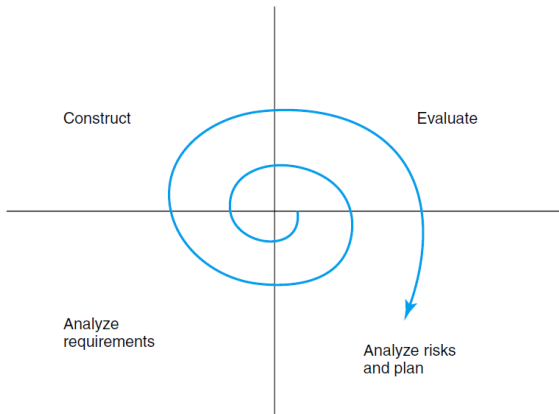 Construct
Evaluate
Analyze
requirements
Analyze risks
and plan